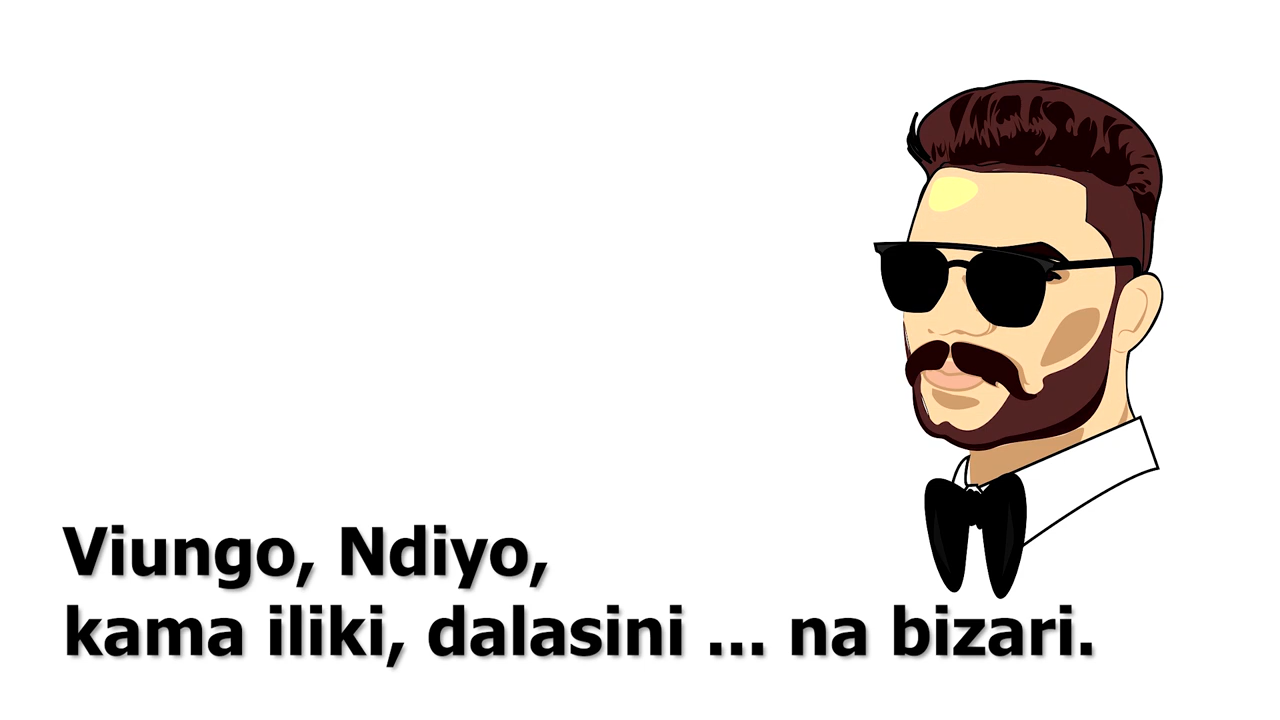 Viungo, Ndiyo,
kama iliki, dalasini ... na bizari.